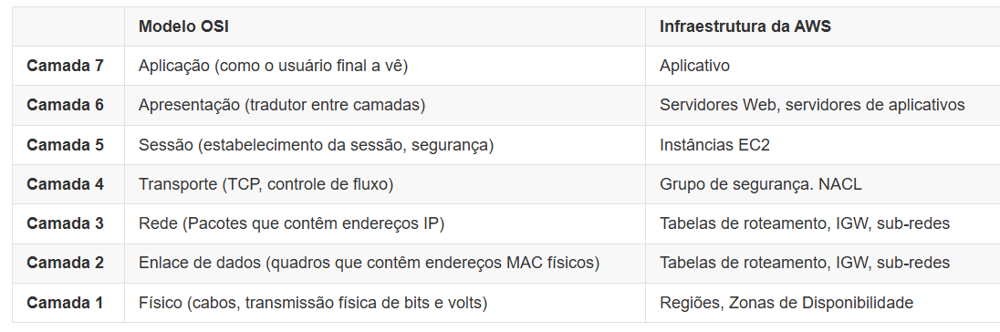 Modelo OSI Infraestrutura da AWS
Camada 7 Aplicação (como o usuário final a vê) Aplicativo
Camada 6 Apresentação (tradutor entre camadas) Servidores Web, servidores de aplicativos
Camada 5 Sessão (estabelecimento da sessão, segurança) Instâncias EC2
Camada 4 Transporte (TCP, controle de fluxo) Grupo de segurança. NACL
Camada 3 Rede (Pacotes que contêm endereços IP) Tabelas de roteamento, IGW, sub-redes
Camada 2 Enlace de dados (quadros que contêm endereços MAC físicos) Tabelas de roteamento, IGW, sub-redes
Camada 1 Físico (cabos, transmissão física de bits e volts) Regiões, Zonas de Disponibilidade